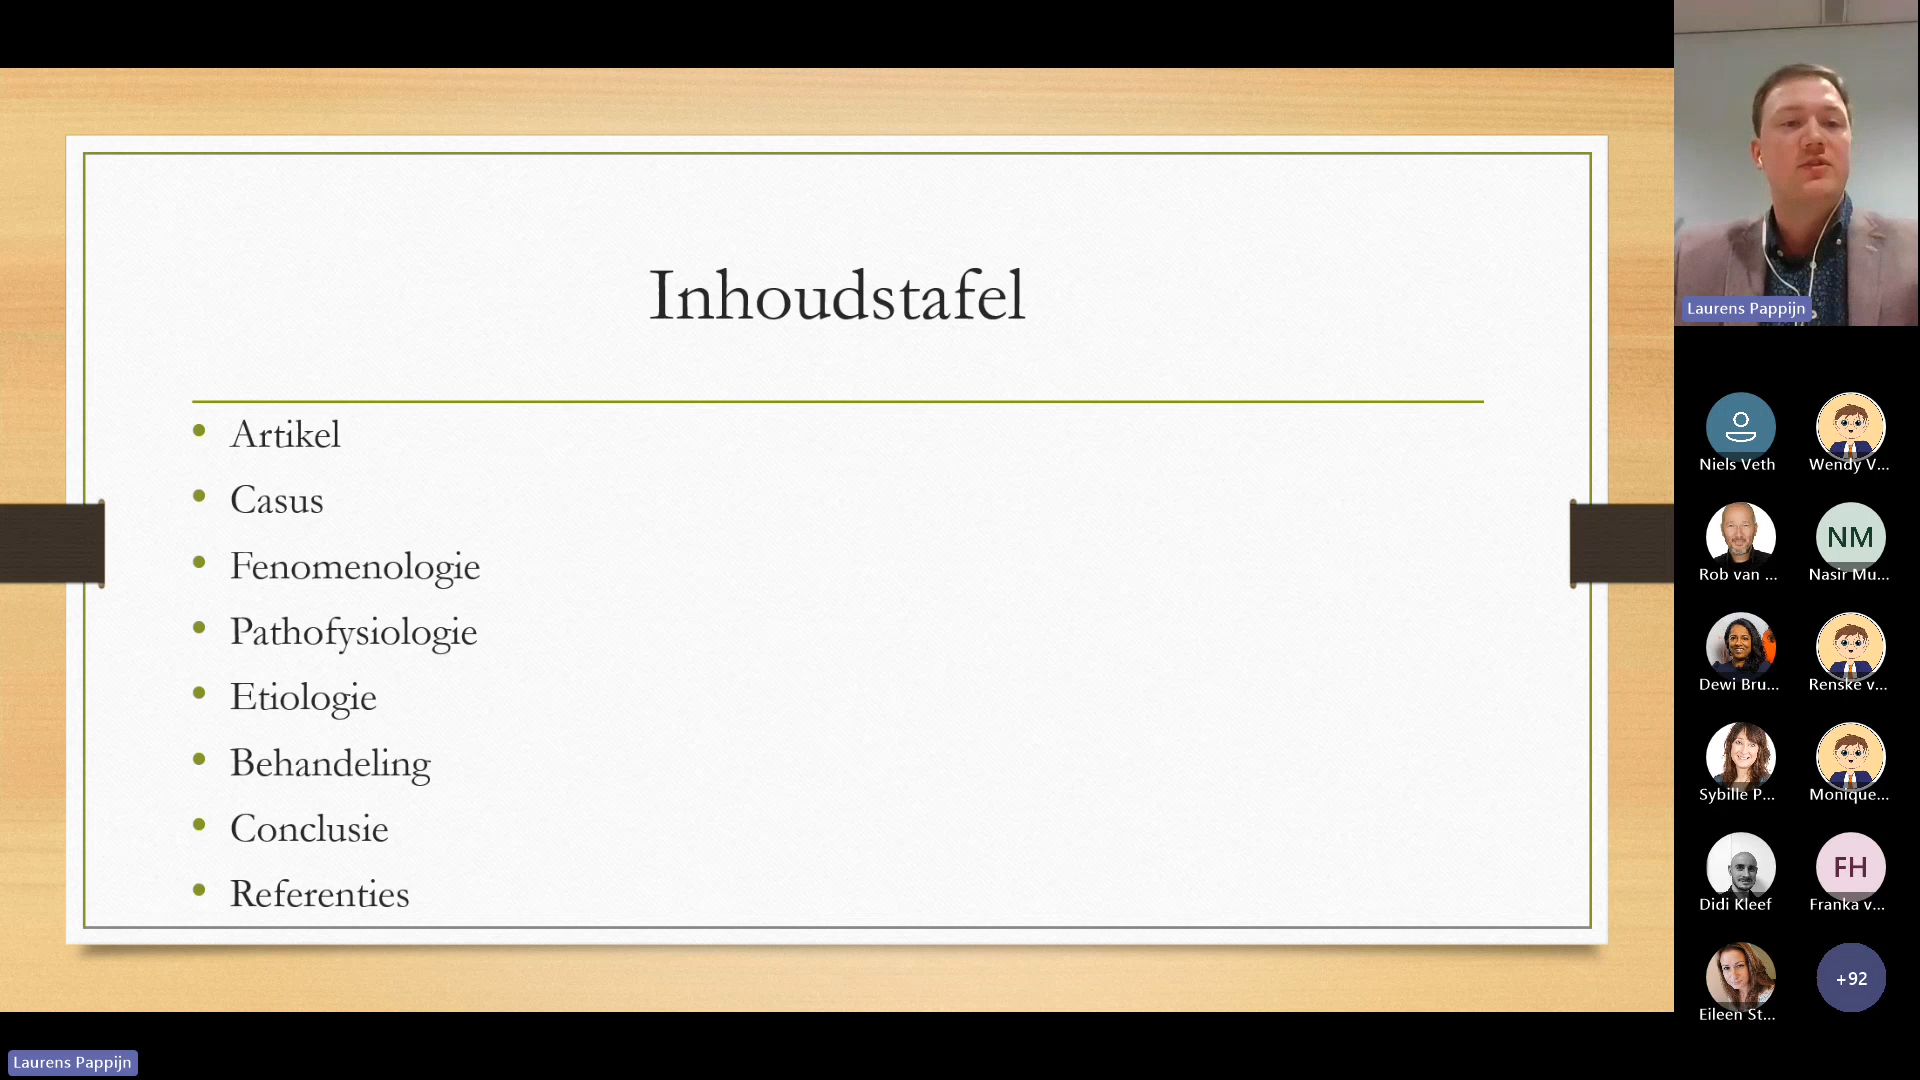 Inhoudstafel
Artikel
Casus
Fenomenologie
Pathofysiologie
Etiologie
Behandeling
Conclusie
Referenties
Laurens Pappijn
Niels Veth
Wendy V...
Rob van ...
NM
Nasir Mu...
Dewi Bru...
Renske v...
Sybille P...
Monique...
Didi Kleef
FH
Franka v...
Eileen St...
+92
Laurens Pappijn